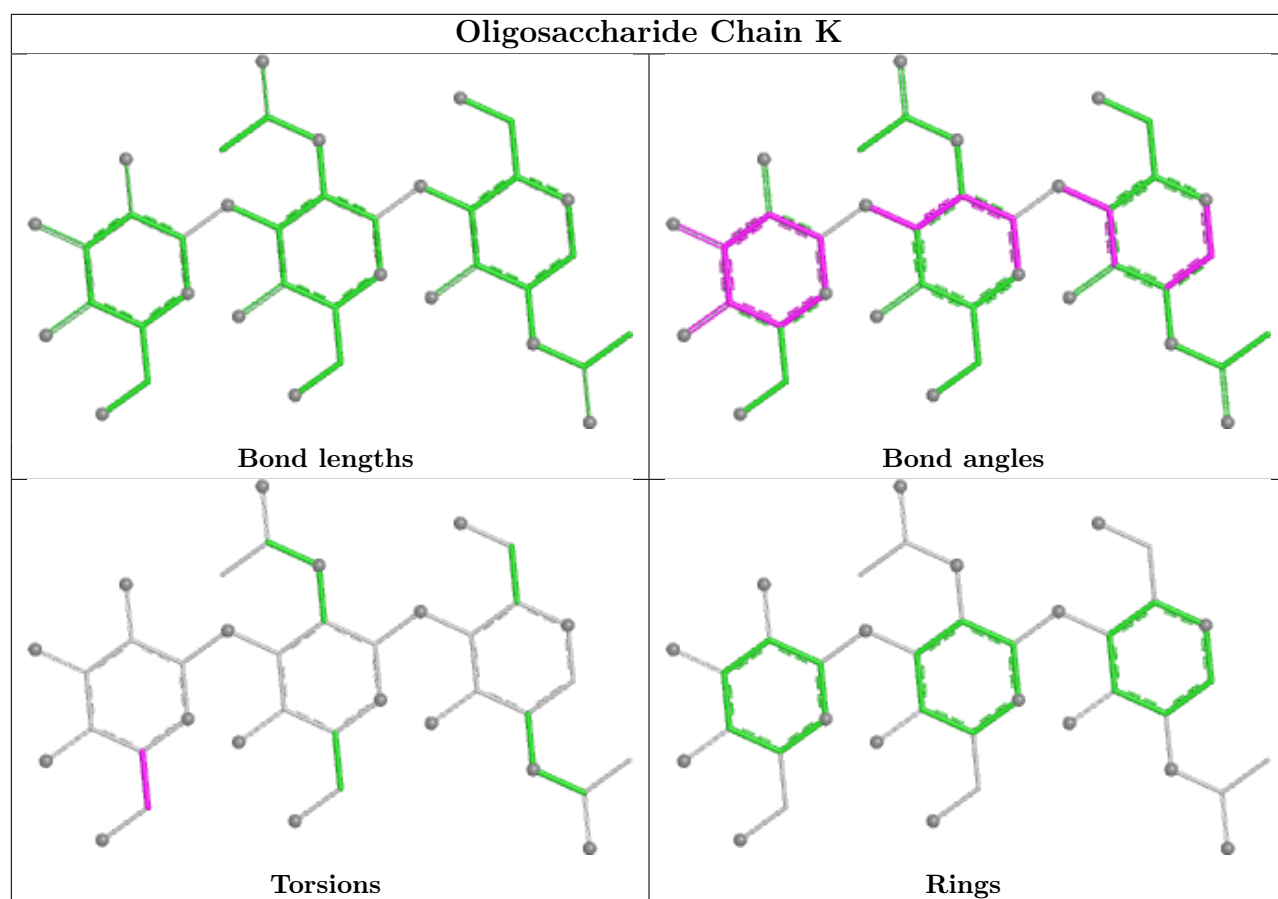 Oligosaccharide Chain K
Bond lengths
Bond angles
Torsions
Rings